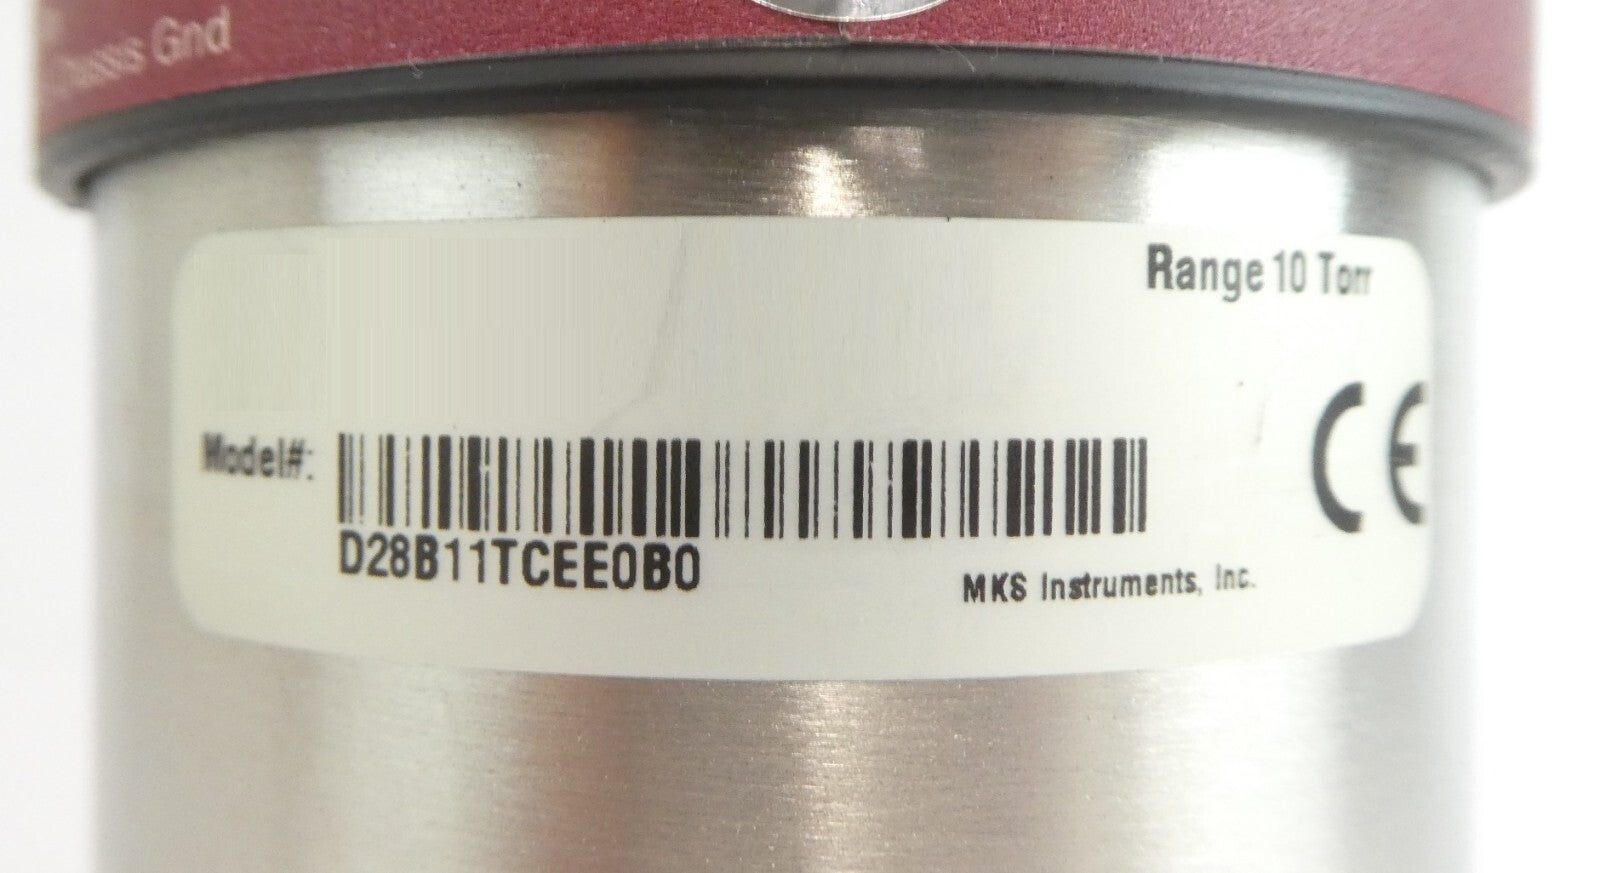 Chassis Gnd
Range 10 Torr
Model#:
D28B11TCEE0B0
CE
MKS Instruments, Inc.